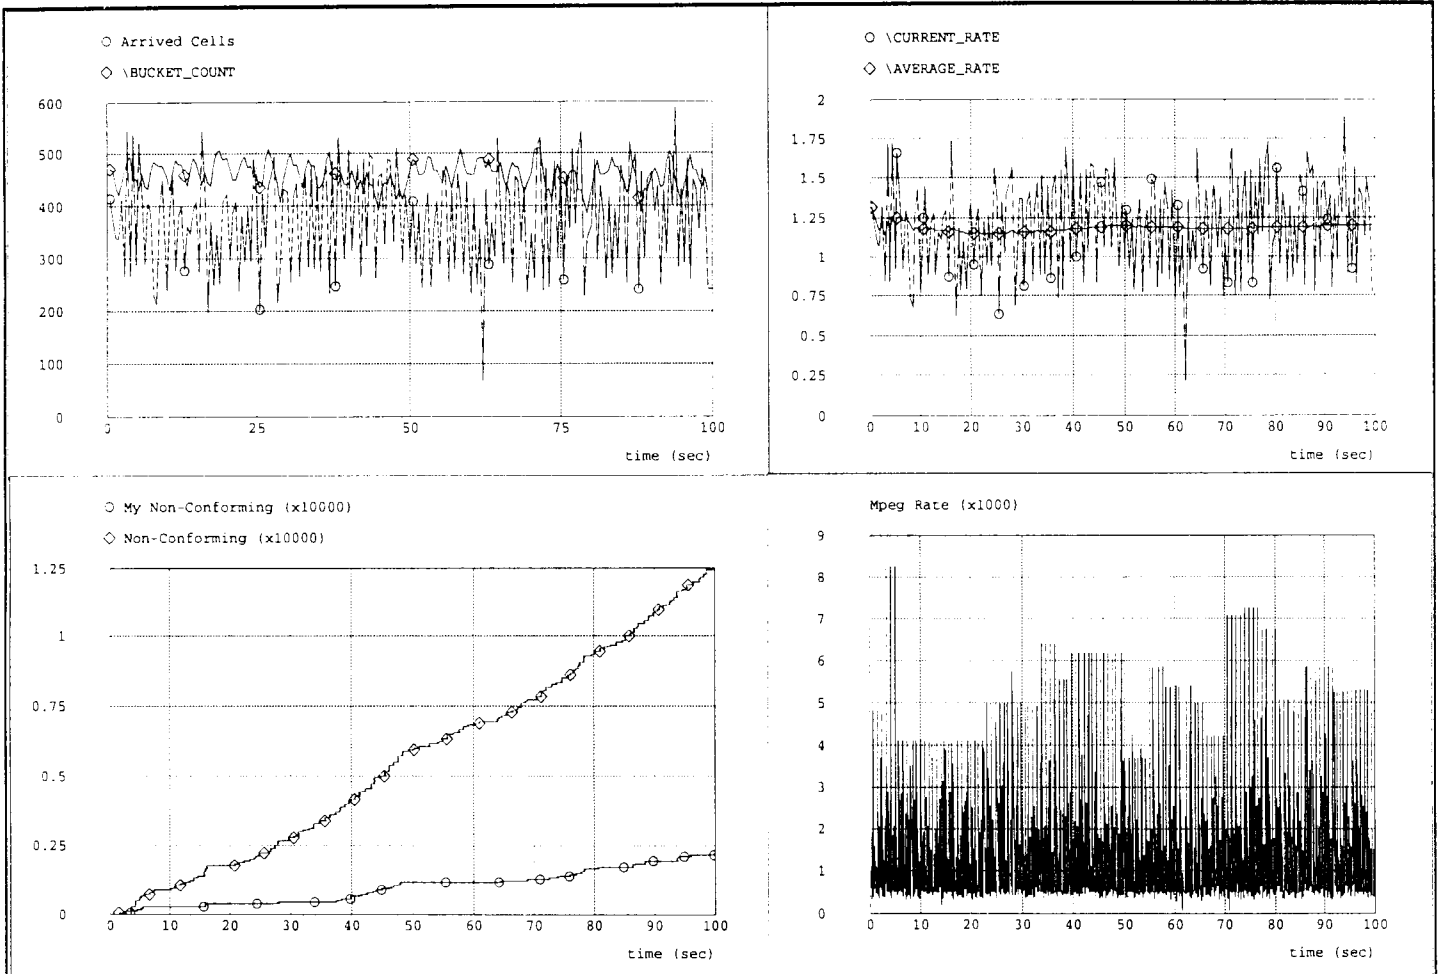 Arrived Cells
\BUCKET_COUNT
600
500
400
300
200
100
0
0 25 50 75 100
time (sec)
\CURRENT_RATE
\AVERAGE_RATE
2
1.75
1.5
1.25
1
0.75
0.5
0.25
0
0 10 20 30 40 50 60 70 80 90 100
time (sec)
My Non-Conforming (x10000)
Non-Conforming (x10000)
1.25
1
0.75
0.5
0.25
0
0 10 20 30 40 50 60 70 80 90 100
time (sec)
Mpeg Rate (x1000)
9
8
7
6
5
4
3
2
1
0
0 10 20 30 40 50 60 70 80 90 100
time (sec)